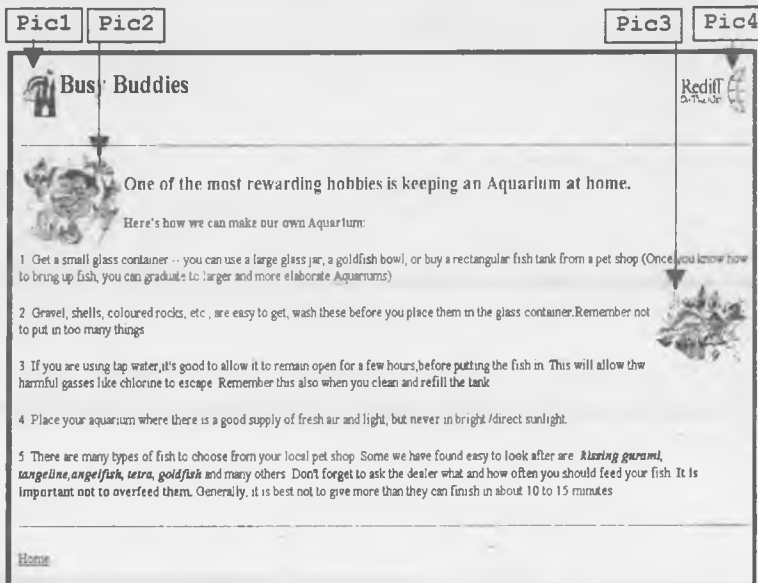 Pic1 Pic2 Pic3 Pic4
Busy Buddies
Rediff
On The Net
One of the most rewarding hobbies is keeping an Aquarium at home.
Here's how we can make our own Aquarium:
1 Get a small glass container -- you can use a large glass jar, a goldfish bowl, or buy a rectangular fish tank from a pet shop (Once you know how
to bring up fish, you can graduate to larger and more elaborate Aquariums)
2 Gravel, shells, coloured rocks, etc , are easy to get, wash these before you place them in the glass container.Remember not
to put in too many things
3 If you are using tap water,it's good to allow it to remain open for a few hours,before putting the fish in This will allow thw
harmful gasses like chlorine to escape Remember this also when you clean and refill the tank
4 Place your aquarium where there is a good supply of fresh air and light, but never in bright /direct sunlight.
5 There are many types of fish to choose from your local pet shop Some we have found easy to look after are kissing gurami,
tangeline,angelfish, tetra, goldfish and many others Don't forget to ask the dealer what and how often you should feed your fish It is
important not to overfeed them. Generally, it is best not to give more than they can finish in about 10 to 15 minutes
Home